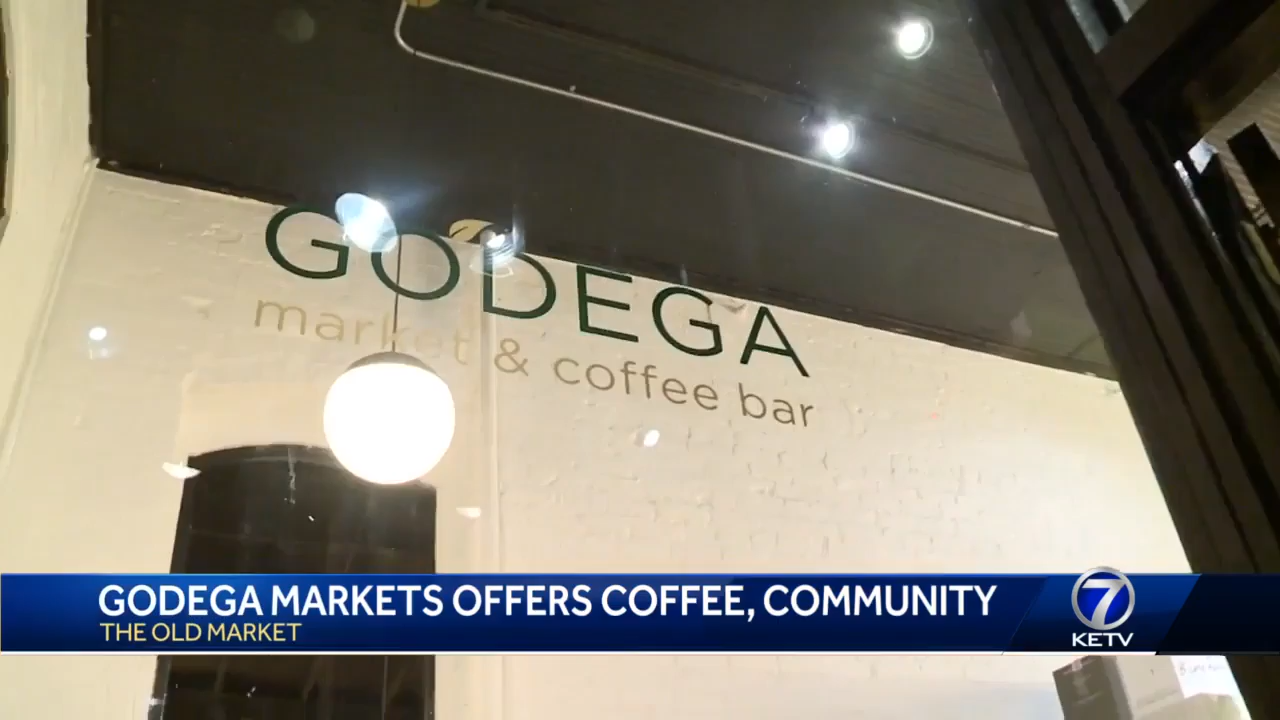 GODEGA
market & coffee bar
GODEGA MARKETS OFFERS COFFEE, COMMUNITY
THE OLD MARKET
7
KETV